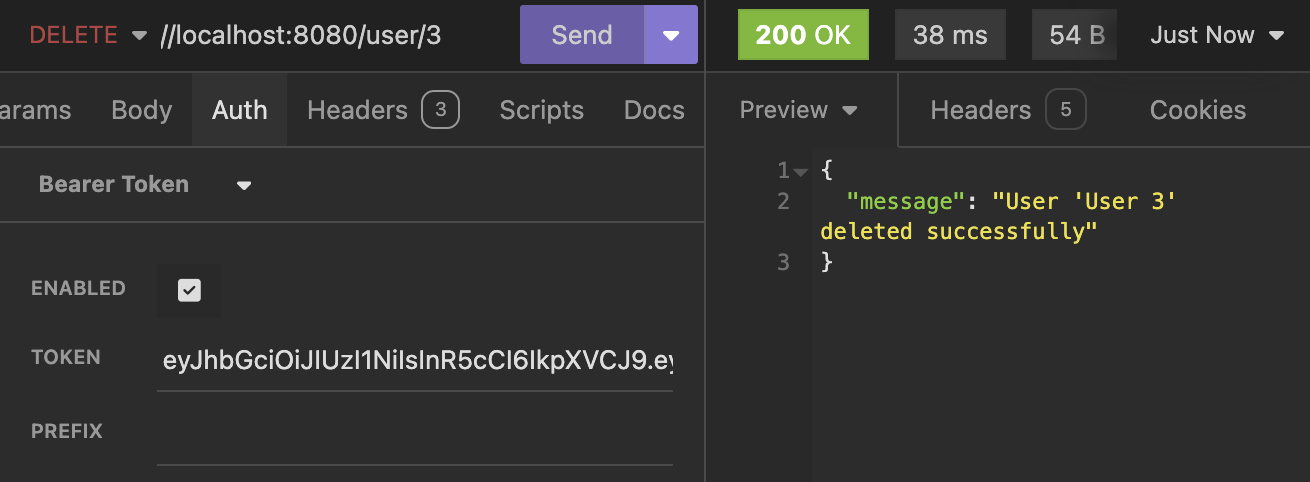 DELETE //localhost:8080/user/3 Send
200 OK 38 ms 54 B Just Now
arams Body Auth Headers 3 Scripts Docs
Preview Headers 5 Cookies
Bearer Token
ENABLED
TOKEN eyJhbGciOiJIUzI1NiIsInR5cCI6IkpXVCJ9.ey
PREFIX
1 {
2 "message": "User 'User 3'
deleted successfully"
3 }